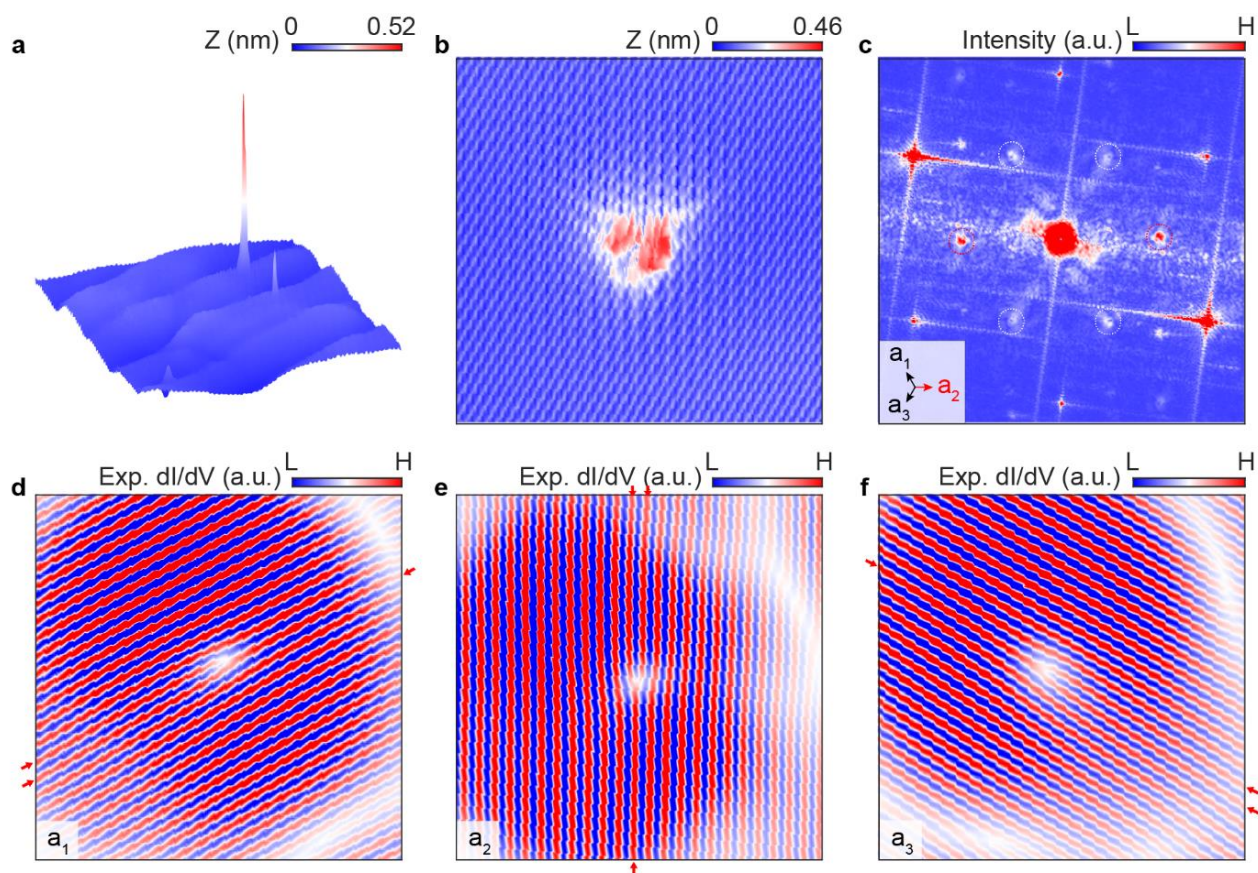 a Z (nm) 0 0.52
b Z (nm) 0 0.46
c Intensity (a.u.) L H
a1
a2
a3
d Exp. dI/dV (a.u.) L H
a1
e Exp. dI/dV (a.u.) L H
a2
f Exp. dI/dV (a.u.) L H
a3